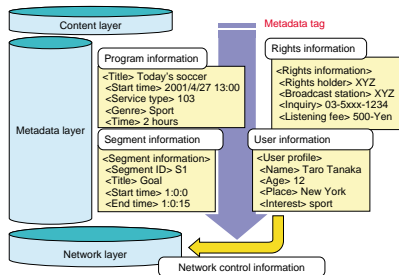 Content layer
Metadata tag
Metadata layer
Program information
<Title> Today's soccer
<Start time> 2001/4/27 13:00
<Service type> 103
<Genre> Sport
<Time> 2 hours
Rights information
<Rights information>
<Rights holder> XYZ
<Broadcast station> XYZ
<Inquiry> 03-5xxx-1234
<Listening fee> 500-Yen
Segment information
<Segment information>
<Segment ID> S1
<Title> Goal
<Start time> 1:0:0
<End time> 1:0:15
User information
<User profile>
<Name> Taro Tanaka
<Age> 12
<Place> New York
<Interest> sport
Network layer
Network control information